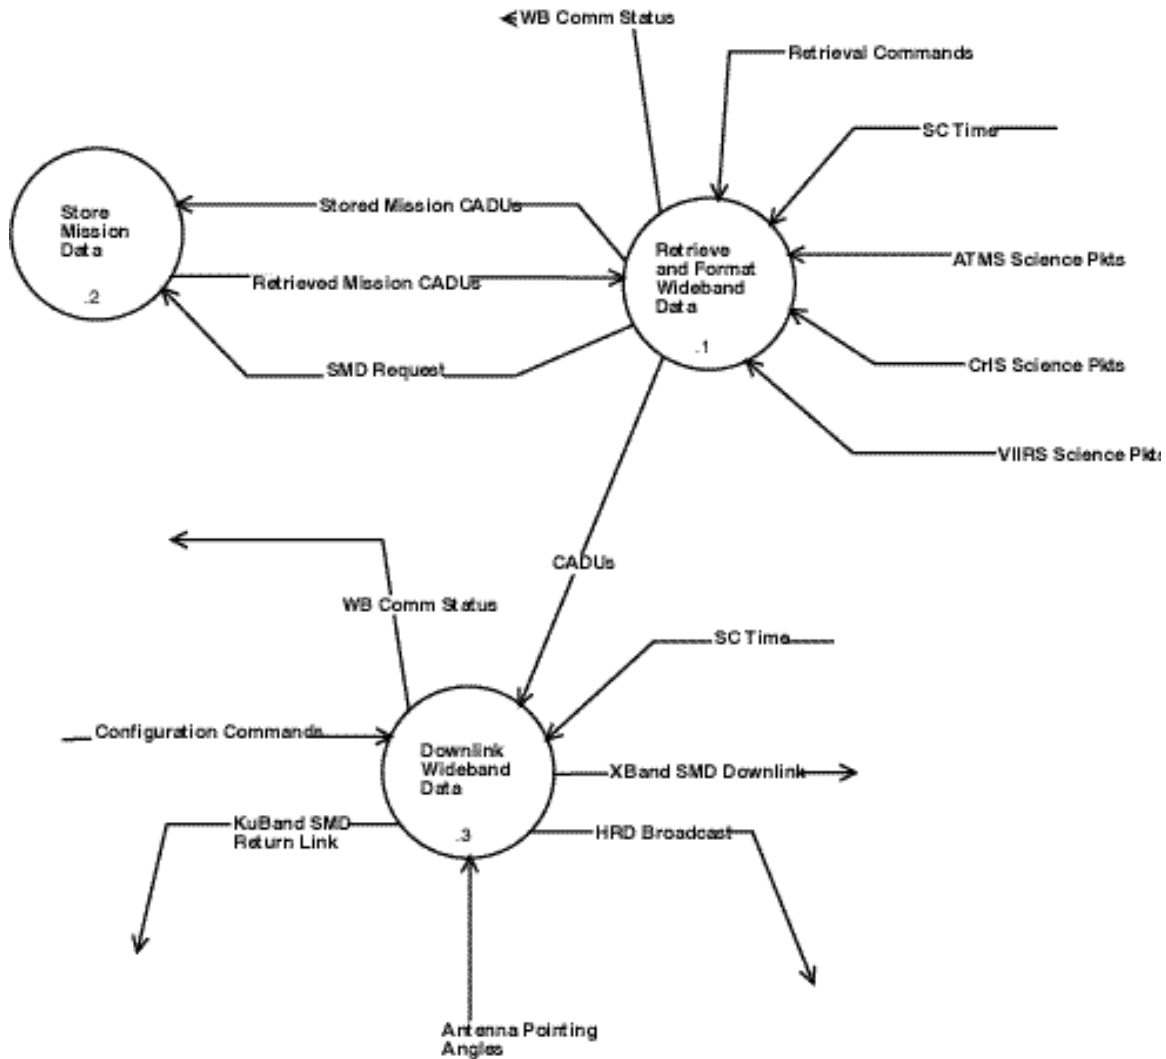 WB Comm Status
Retrieval Commands
SC Time
Stored Mission CADUs
Store
Mission
Data
.2
Retrieve
and Format
Wideband
Data
.1
ATMS Science Pkts
Retrieved Mission CADUs
SMD Request
CrIS Science Pkts
VIIRS Science Pkts
CADUs
WB Comm Status
SC Time
Configuration Commands
Downlink
Wideband
Data
.3
XBand SMD Downlink
KuBand SMD
Return Link
HRD Broadcast
Antenna Pointing
Angles